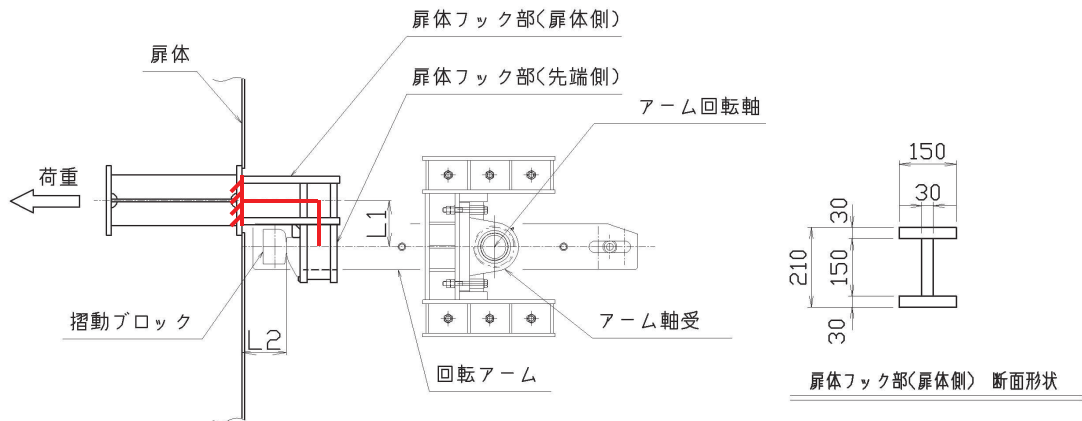 扉体フック部(扉体側)
扉体
扉体フック部(先端側)
アーム回転軸
荷重
L1
摺動ブロック
L2
アーム軸受
回転アーム
150
30
30
210
150
30
扉体フック部(扉体側) 断面形状